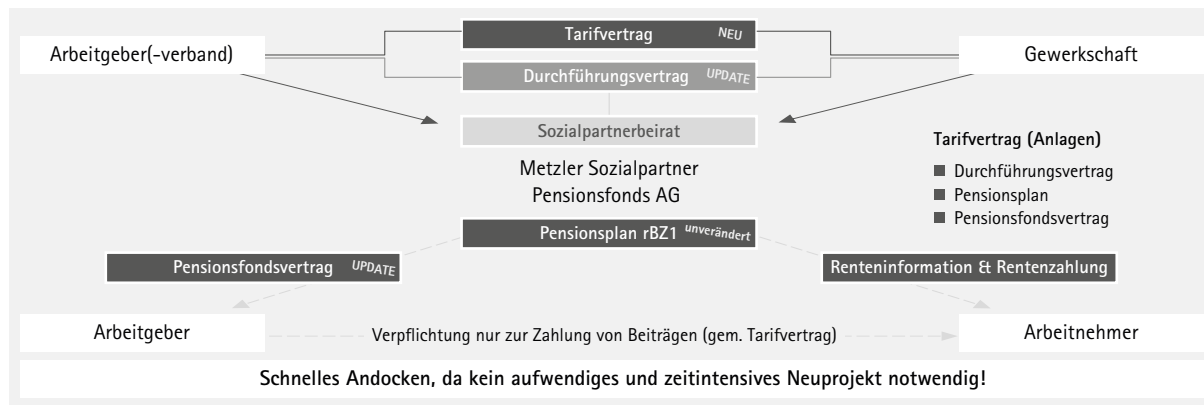 Tarifvertrag NEU
Arbeitgeber(-verband)
Gewerkschaft
Durchführungsvertrag UPDATE
Sozialpartnerbeirat
Tarifvertrag (Anlagen)
Durchführungsvertrag
Pensionsplan
Pensionsfondsvertrag
Metzler Sozialpartner
Pensionsfonds AG
Pensionsplan rBZ1 unverändert
Pensionsfondsvertrag UPDATE
Renteninformation & Rentenzahlung
Arbeitgeber
Verpflichtung nur zur Zahlung von Beiträgen (gem. Tarifvertrag)
Arbeitnehmer
Schnelles Andocken, da kein aufwendiges und zeitintensives Neuprojekt notwendig!